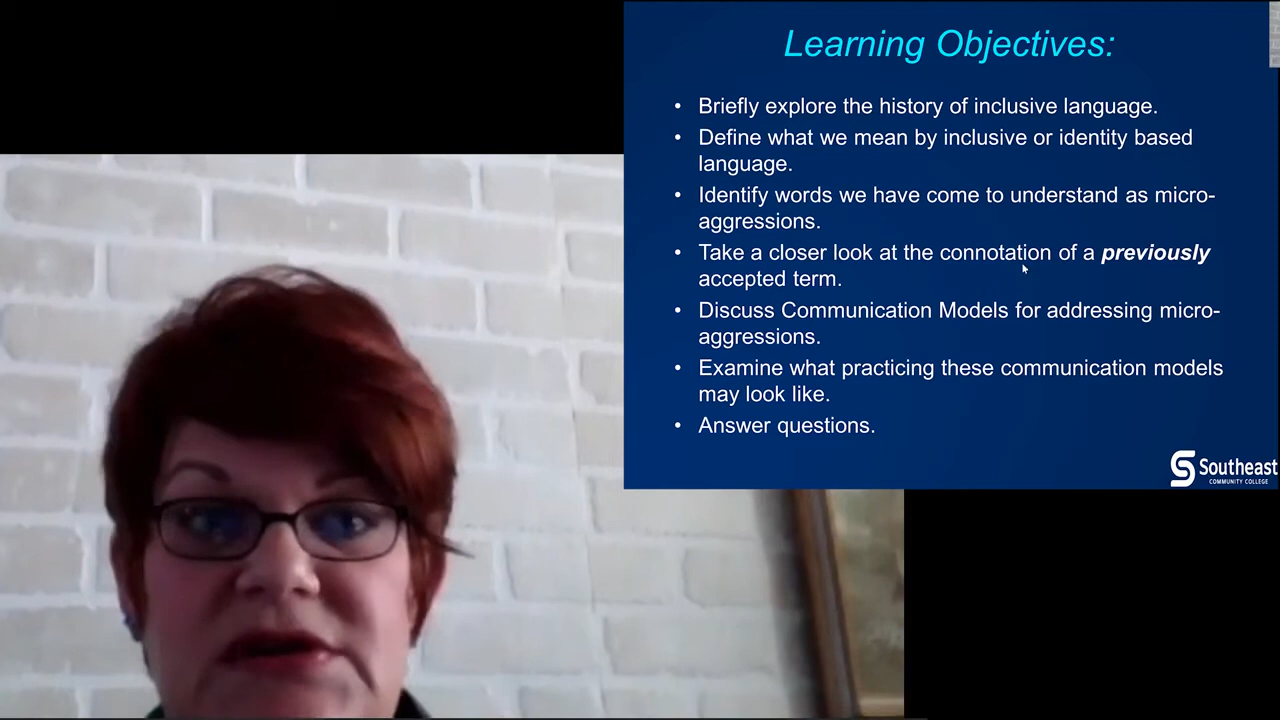 Learning Objectives:
• Briefly explore the history of inclusive language.
• Define what we mean by inclusive or identity based
language.
• Identify words we have come to understand as micro-
aggressions.
• Take a closer look at the connotation of a previously
accepted term.
• Discuss Communication Models for addressing micro-
aggressions.
• Examine what practicing these communication models
may look like.
• Answer questions.
Southeast
COMMUNITY COLLEGE